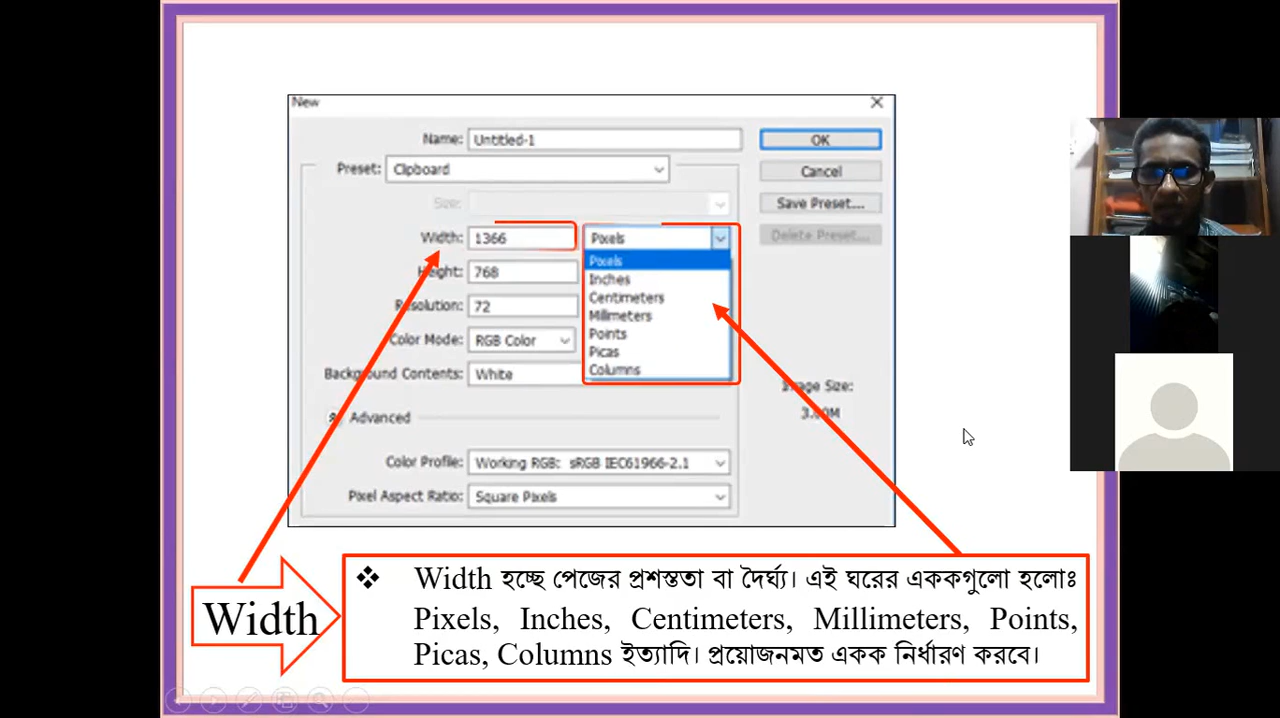 New
Name: Untitled-1
OK
Preset: Clipboard
Cancel
Size:
Save Preset...
Width: 1366 Pixels
Delete Preset...
Pixels
Height: 768
Inches
Centimeters
Resolution: 72
Millimeters
Points
Color Mode: RGB Color
Picas
Background Contents: White
Columns
Image Size:
3.00M
Advanced
Color Profile: Working RGB: sRGB IEC61966-2.1
Pixel Aspect Ratio: Square Pixels
Width
❖ Width হচ্ছে পেজের প্রশস্ততা বা দৈর্ঘ্য। এই ঘরের এককগুলো হলোঃ
Pixels, Inches, Centimeters, Millimeters, Points,
Picas, Columns ইত্যাদি। প্রয়োজনমত একক নির্ধারণ করবে।